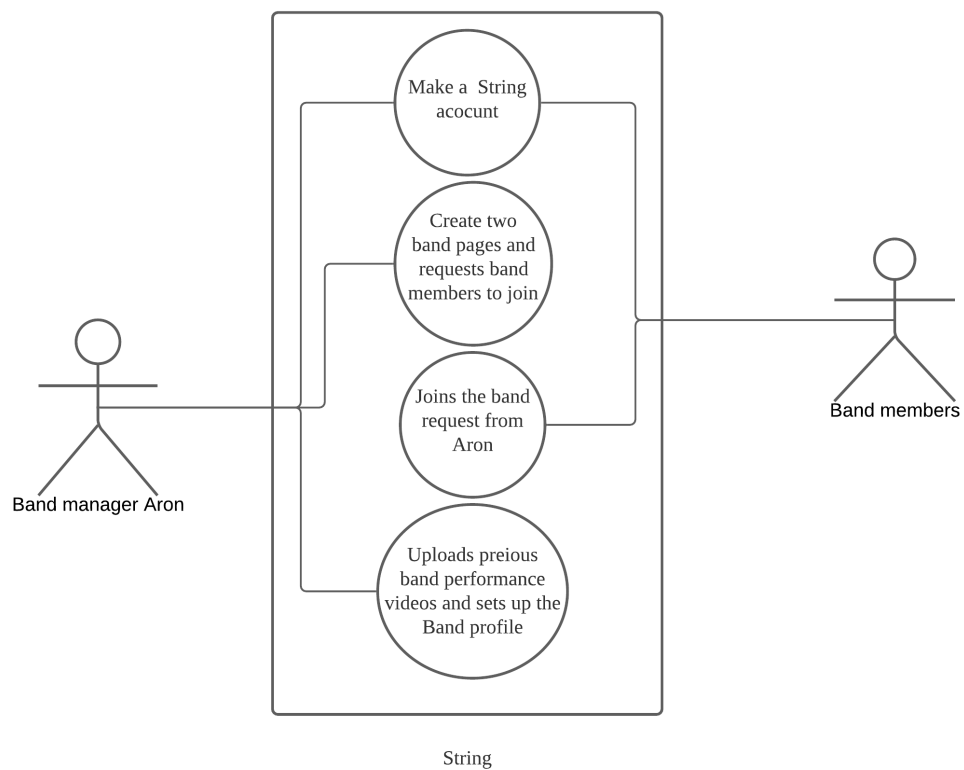 Make a  String
acocunt
Create two
band pages and
requests band
members to join
Joins the band
request from
Aron
Uploads preious
band performance
videos and sets up the
Band profile
Band manager Aron
Band members
String